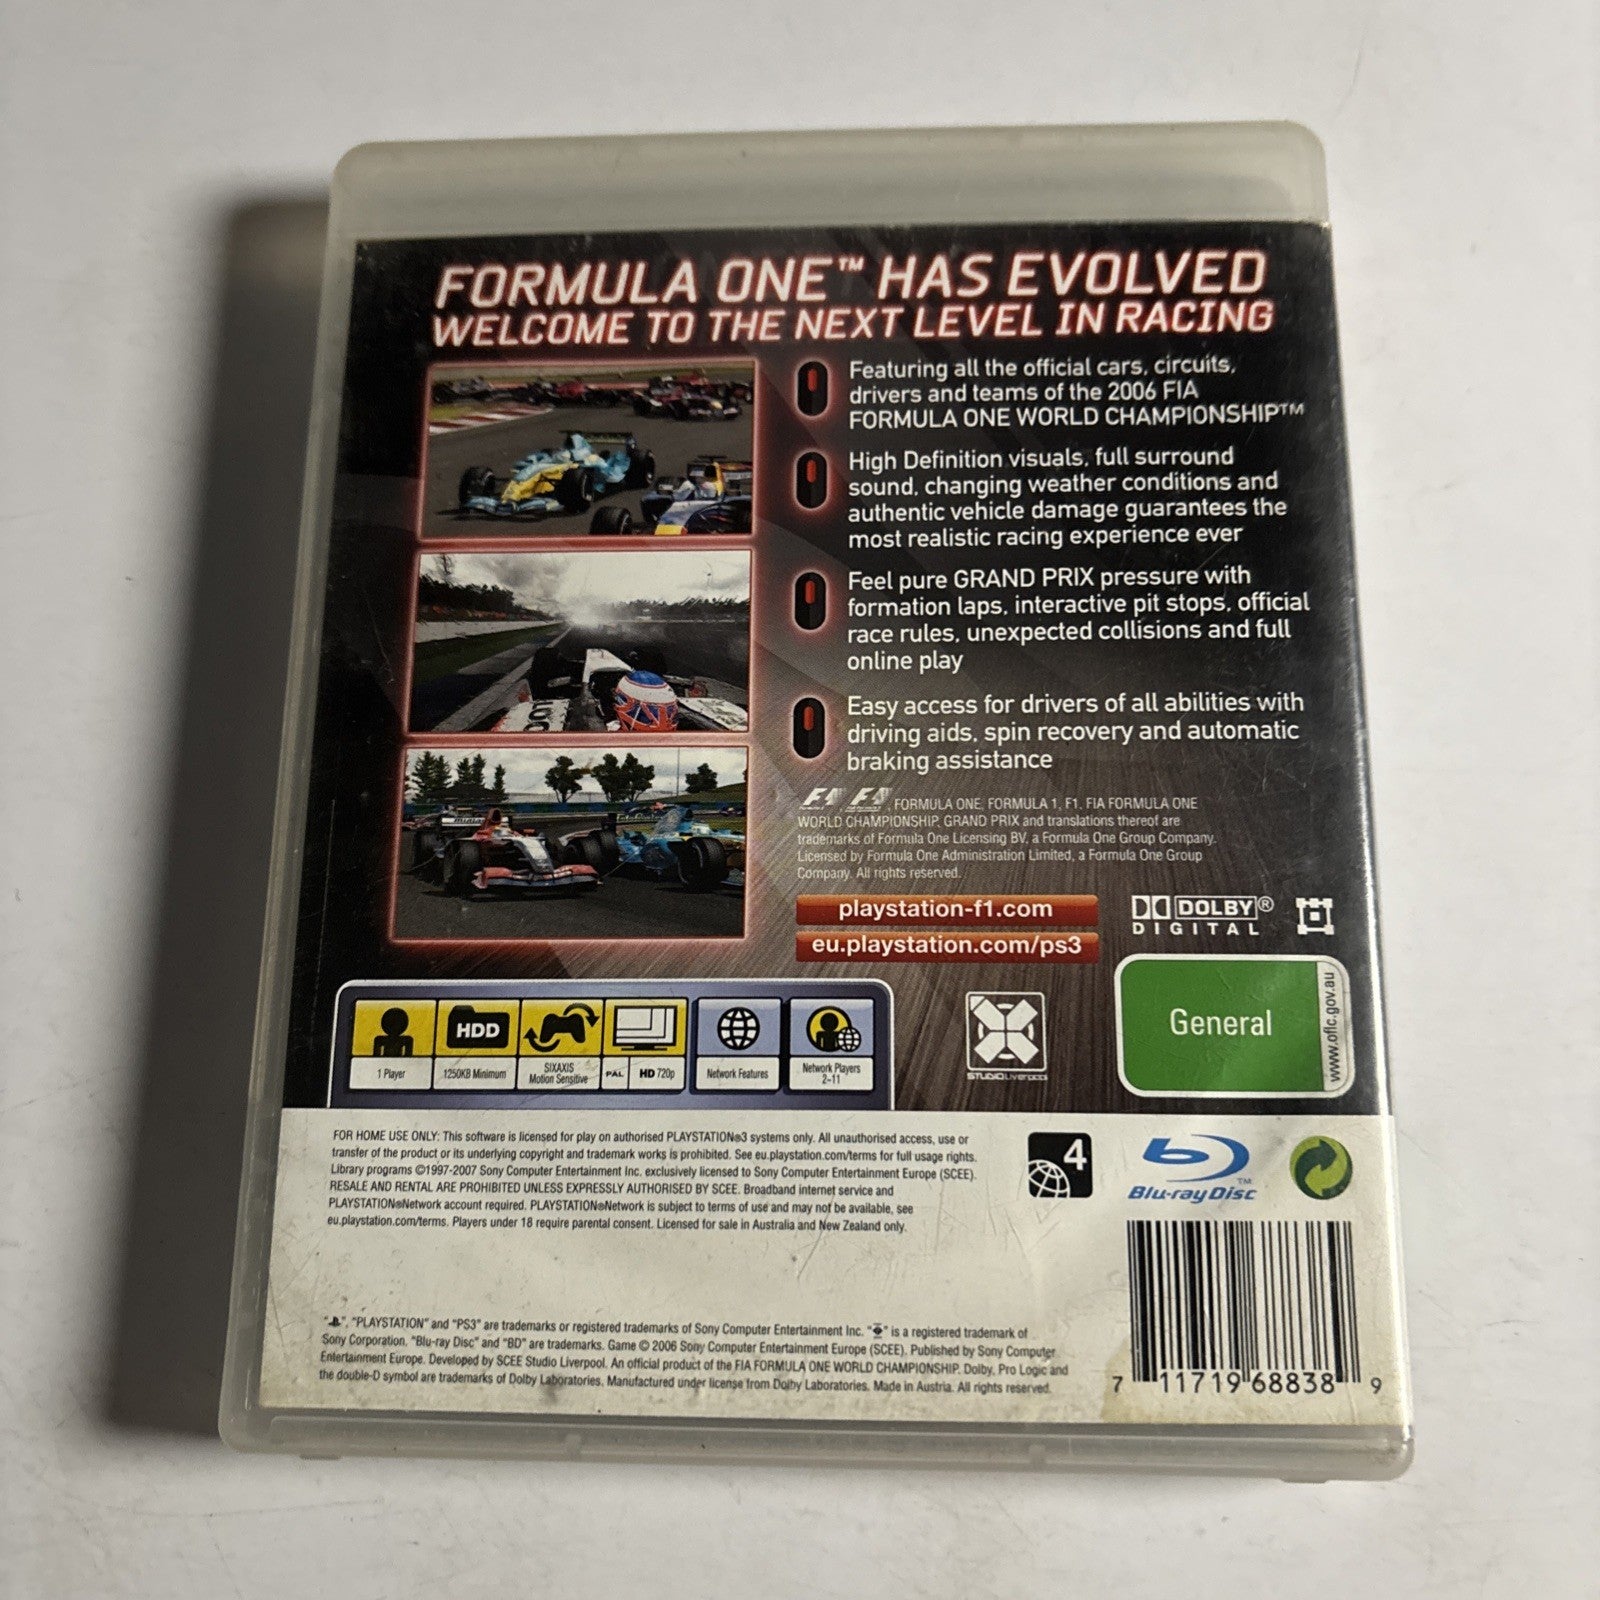 FORMULA ONE™ HAS EVOLVED
WELCOME TO THE NEXT LEVEL IN RACING
Featuring all the official cars, circuits,
drivers and teams of the 2006 FIA
FORMULA ONE WORLD CHAMPIONSHIP™
High Definition visuals, full surround
sound, changing weather conditions and
authentic vehicle damage guarantees the
most realistic racing experience ever
Feel pure GRAND PRIX pressure with
formation laps, interactive pit stops, official
race rules, unexpected collisions and full
online play
Easy access for drivers of all abilities with
driving aids, spin recovery and automatic
braking assistance
F1, F1, FORMULA ONE, FORMULA 1, F1, FIA FORMULA ONE
WORLD CHAMPIONSHIP, GRAND PRIX and translations thereof are
trademarks of Formula One Licensing BV, a Formula One Group Company.
Licensed by Formula One Administration Limited, a Formula One Group
Company. All rights reserved.
playstation-f1.com
eu.playstation.com/ps3
DOLBY®
DIGITAL
General
www.oflc.gov.au
HDD
1 Player
1250KB Minimum
SIXAXIS
Motion Sensitive
PAL
HD 720p
Network Features
Network Players
2-11
STUDIO Liverpool
FOR HOME USE ONLY: This software is licensed for play on authorised PLAYSTATION®3 systems only. All unauthorised access, use or
transfer of the product or its underlying copyright and trademark works is prohibited. See eu.playstation.com/terms for full usage rights.
Library programs ©1997-2007 Sony Computer Entertainment Inc. exclusively licensed to Sony Computer Entertainment Europe (SCEE).
RESALE AND RENTAL ARE PROHIBITED UNLESS EXPRESSLY AUTHORISED BY SCEE. Broadband internet service and
PLAYSTATION®Network account required. PLAYSTATION®Network is subject to terms of use and may not be available, see
eu.playstation.com/terms. Players under 18 require parental consent. Licensed for sale in Australia and New Zealand only.
4
Blu-ray Disc™
"PS", "PLAYSTATION" and "PS3" are trademarks or registered trademarks of Sony Computer Entertainment Inc. " " is a registered trademark of
Sony Corporation. "Blu-ray Disc" and "BD" are trademarks. Game © 2006 Sony Computer Entertainment Europe (SCEE). Published by Sony Computer
Entertainment Europe. Developed by SCEE Studio Liverpool. An official product of the FIA FORMULA ONE WORLD CHAMPIONSHIP. Dolby, Pro Logic and
the double-D symbol are trademarks of Dolby Laboratories. Manufactured under license from Dolby Laboratories. Made in Austria. All rights reserved.
7 11719 68838 9